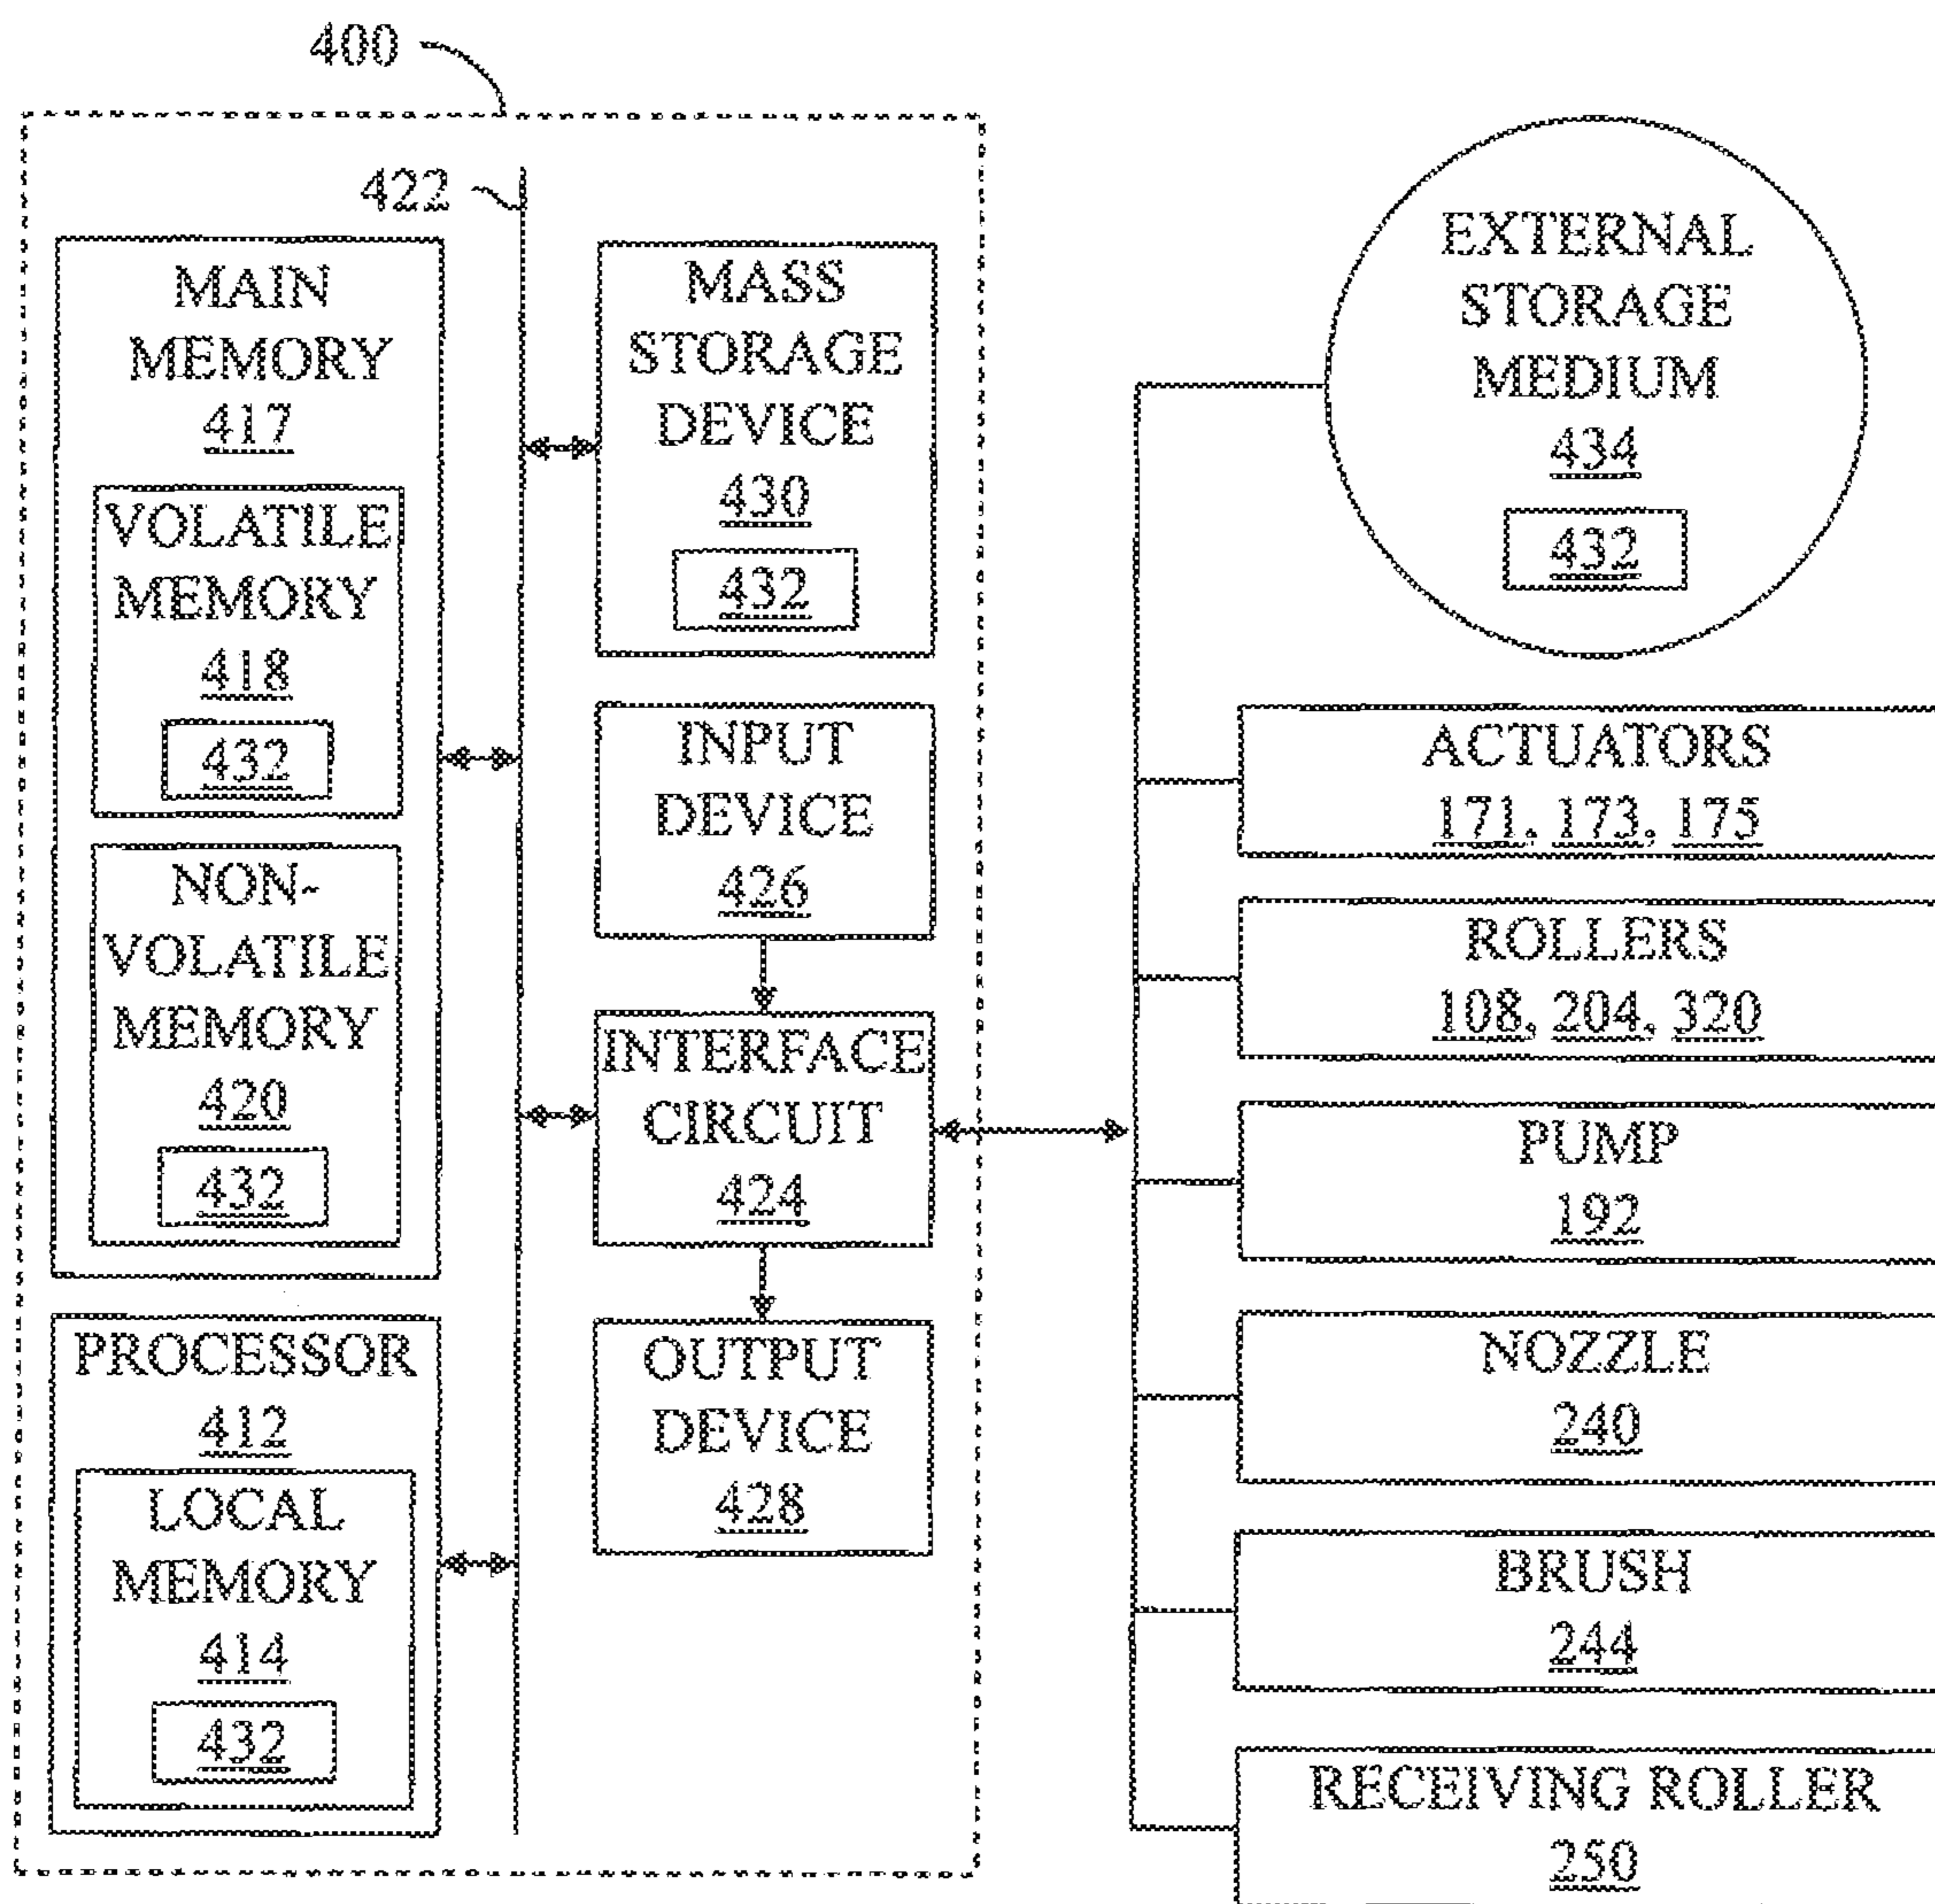 400
422
MAIN
MEMORY
417
VOLATILE
MEMORY
418
432
NON-
VOLATILE
MEMORY
420
432
PROCESSOR
412
LOCAL
MEMORY
414
432
MASS
STORAGE
DEVICE
430
432
INPUT
DEVICE
426
INTERFACE
CIRCUIT
424
OUTPUT
DEVICE
428
EXTERNAL
STORAGE
MEDIUM
434
432
ACTUATORS
171, 173, 175
ROLLERS
108, 204, 320
PUMP
192
NOZZLE
240
BRUSH
244
RECEIVING ROLLER
250